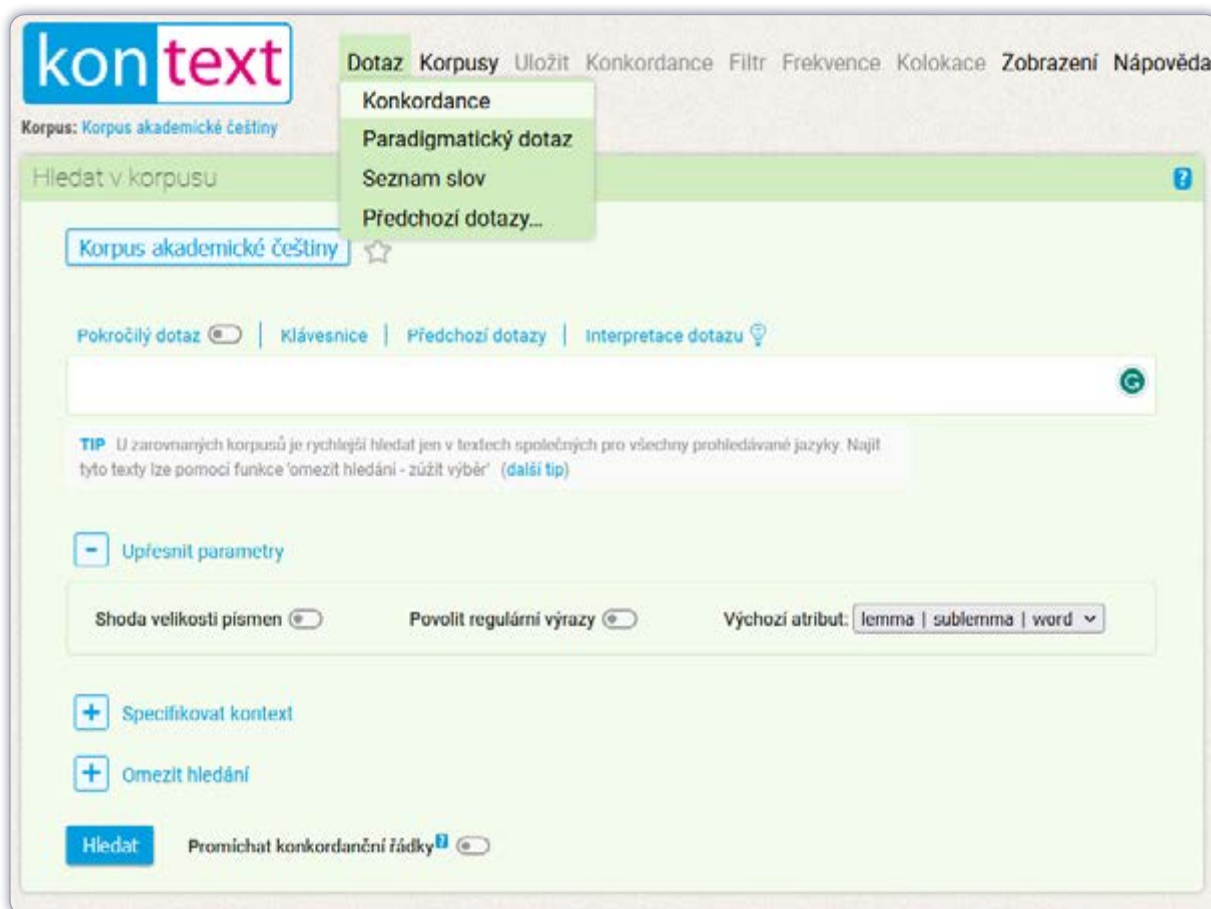 kontext
Dotaz Korpusy Uložit Konkordance Filtr Frekvence Kolokace Zobrazení Nápověda
Konkordance
Paradigmatický dotaz
Seznam slov
Předchozí dotazy...
Korpus: Korpus akademické češtiny
Hledat v korpusu ?
Korpus akademické češtiny
Pokročilý dotaz | Klávesnice | Předchozí dotazy | Interpretace dotazu
G
TIP U zarovnaných korpusů je rychlejší hledat jen v textech společných pro všechny prohledávané jazyky. Najít
tyto texty lze pomocí funkce 'omezit hledání - zúžit výběr' (další tip)
- Upřesnit parametry
Shoda velikosti písmen Povolit regulární výrazy Výchozí atribut: lemma | sublemma | word
+ Specifikovat kontext
+ Omezit hledání
Hledat Promíchat konkordanční řádky ?